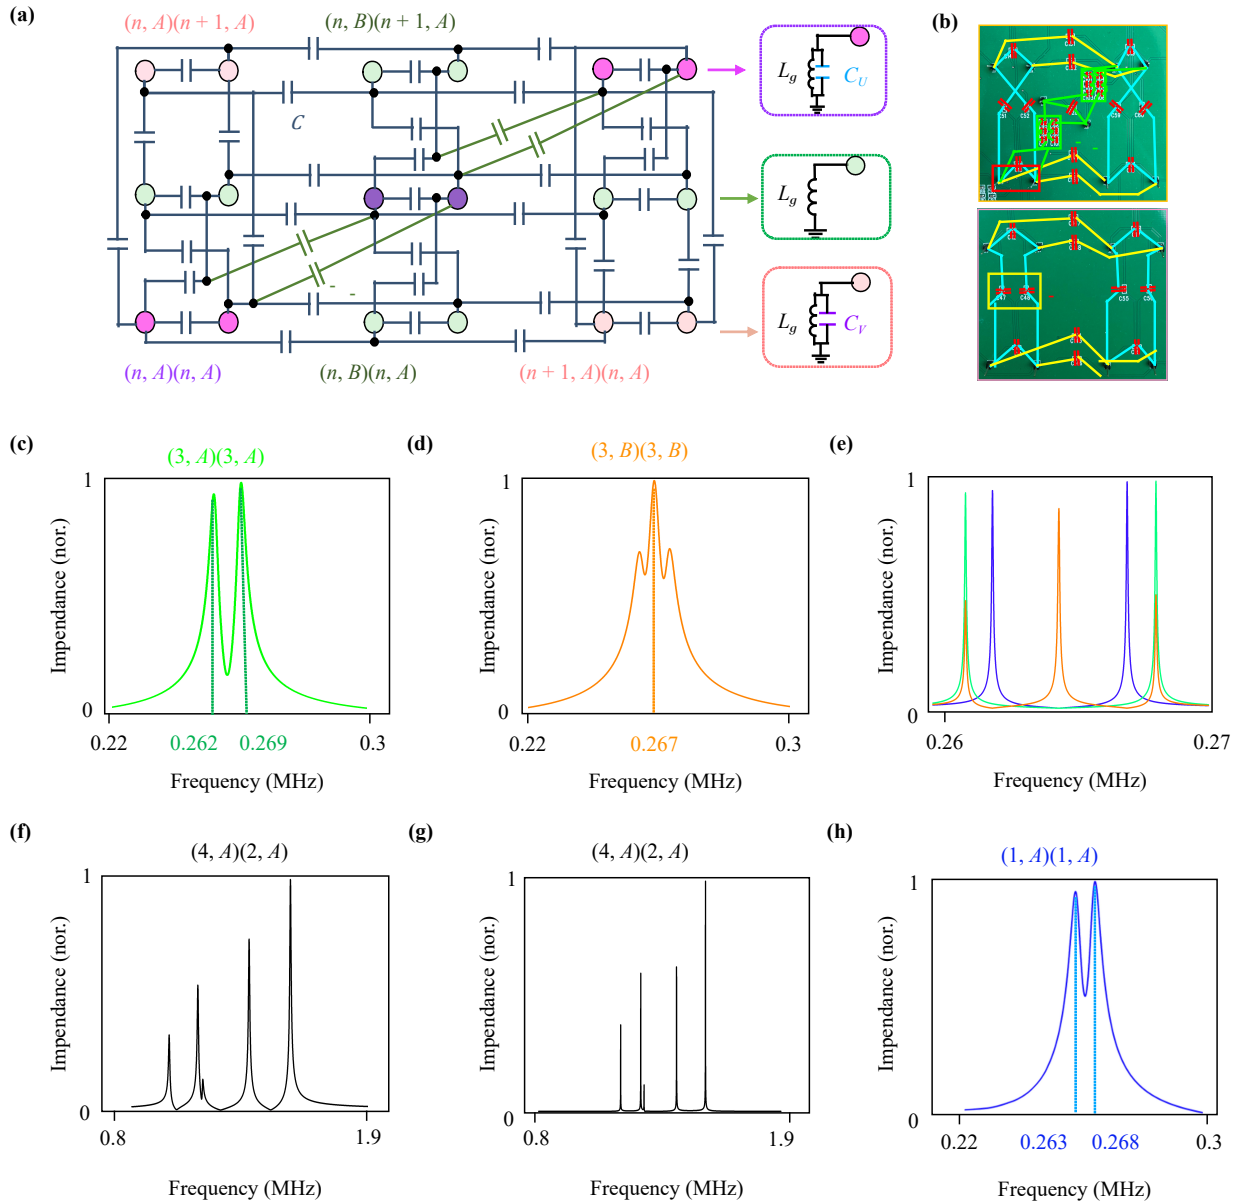 (a)
(n, A)(n + 1, A)
(n, B)(n + 1, A)
(b)
C
L_g
C_U
L_g
L_g
C_V
(n, A)(n, A)
(n, B)(n, A)
(n + 1, A)(n, A)
(c)
(3, A)(3, A)
1
Impendance (nor.)
0
0.22
0.262
0.269
0.3
Frequency (MHz)
(d)
(3, B)(3, B)
1
Impendance (nor.)
0
0.22
0.267
0.3
Frequency (MHz)
(e)
1
Impendance (nor.)
0
0.26
0.27
Frequency (MHz)
(f)
(4, A)(2, A)
1
Impendance (nor.)
0
0.8
1.9
Frequency (MHz)
(g)
(4, A)(2, A)
1
Impendance (nor.)
0
0.8
1.9
Frequency (MHz)
(h)
(1, A)(1, A)
1
Impendance (nor.)
0
0.22
0.263
0.268
0.3
Frequency (MHz)